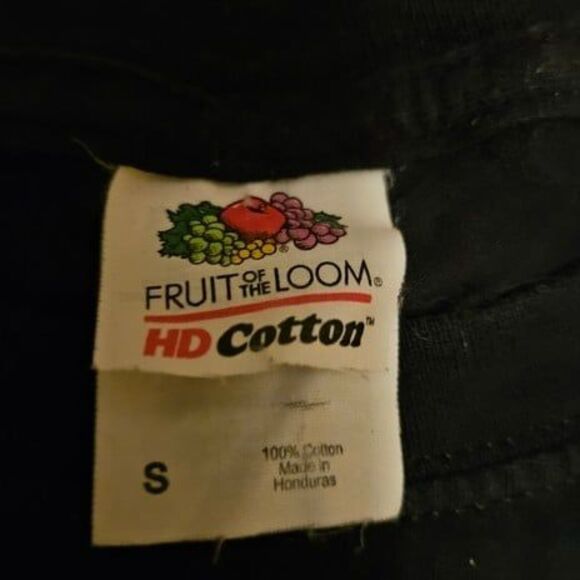 FRUIT OF THE LOOM®
HD Cotton™
S
100% Cotton
Made in
Honduras